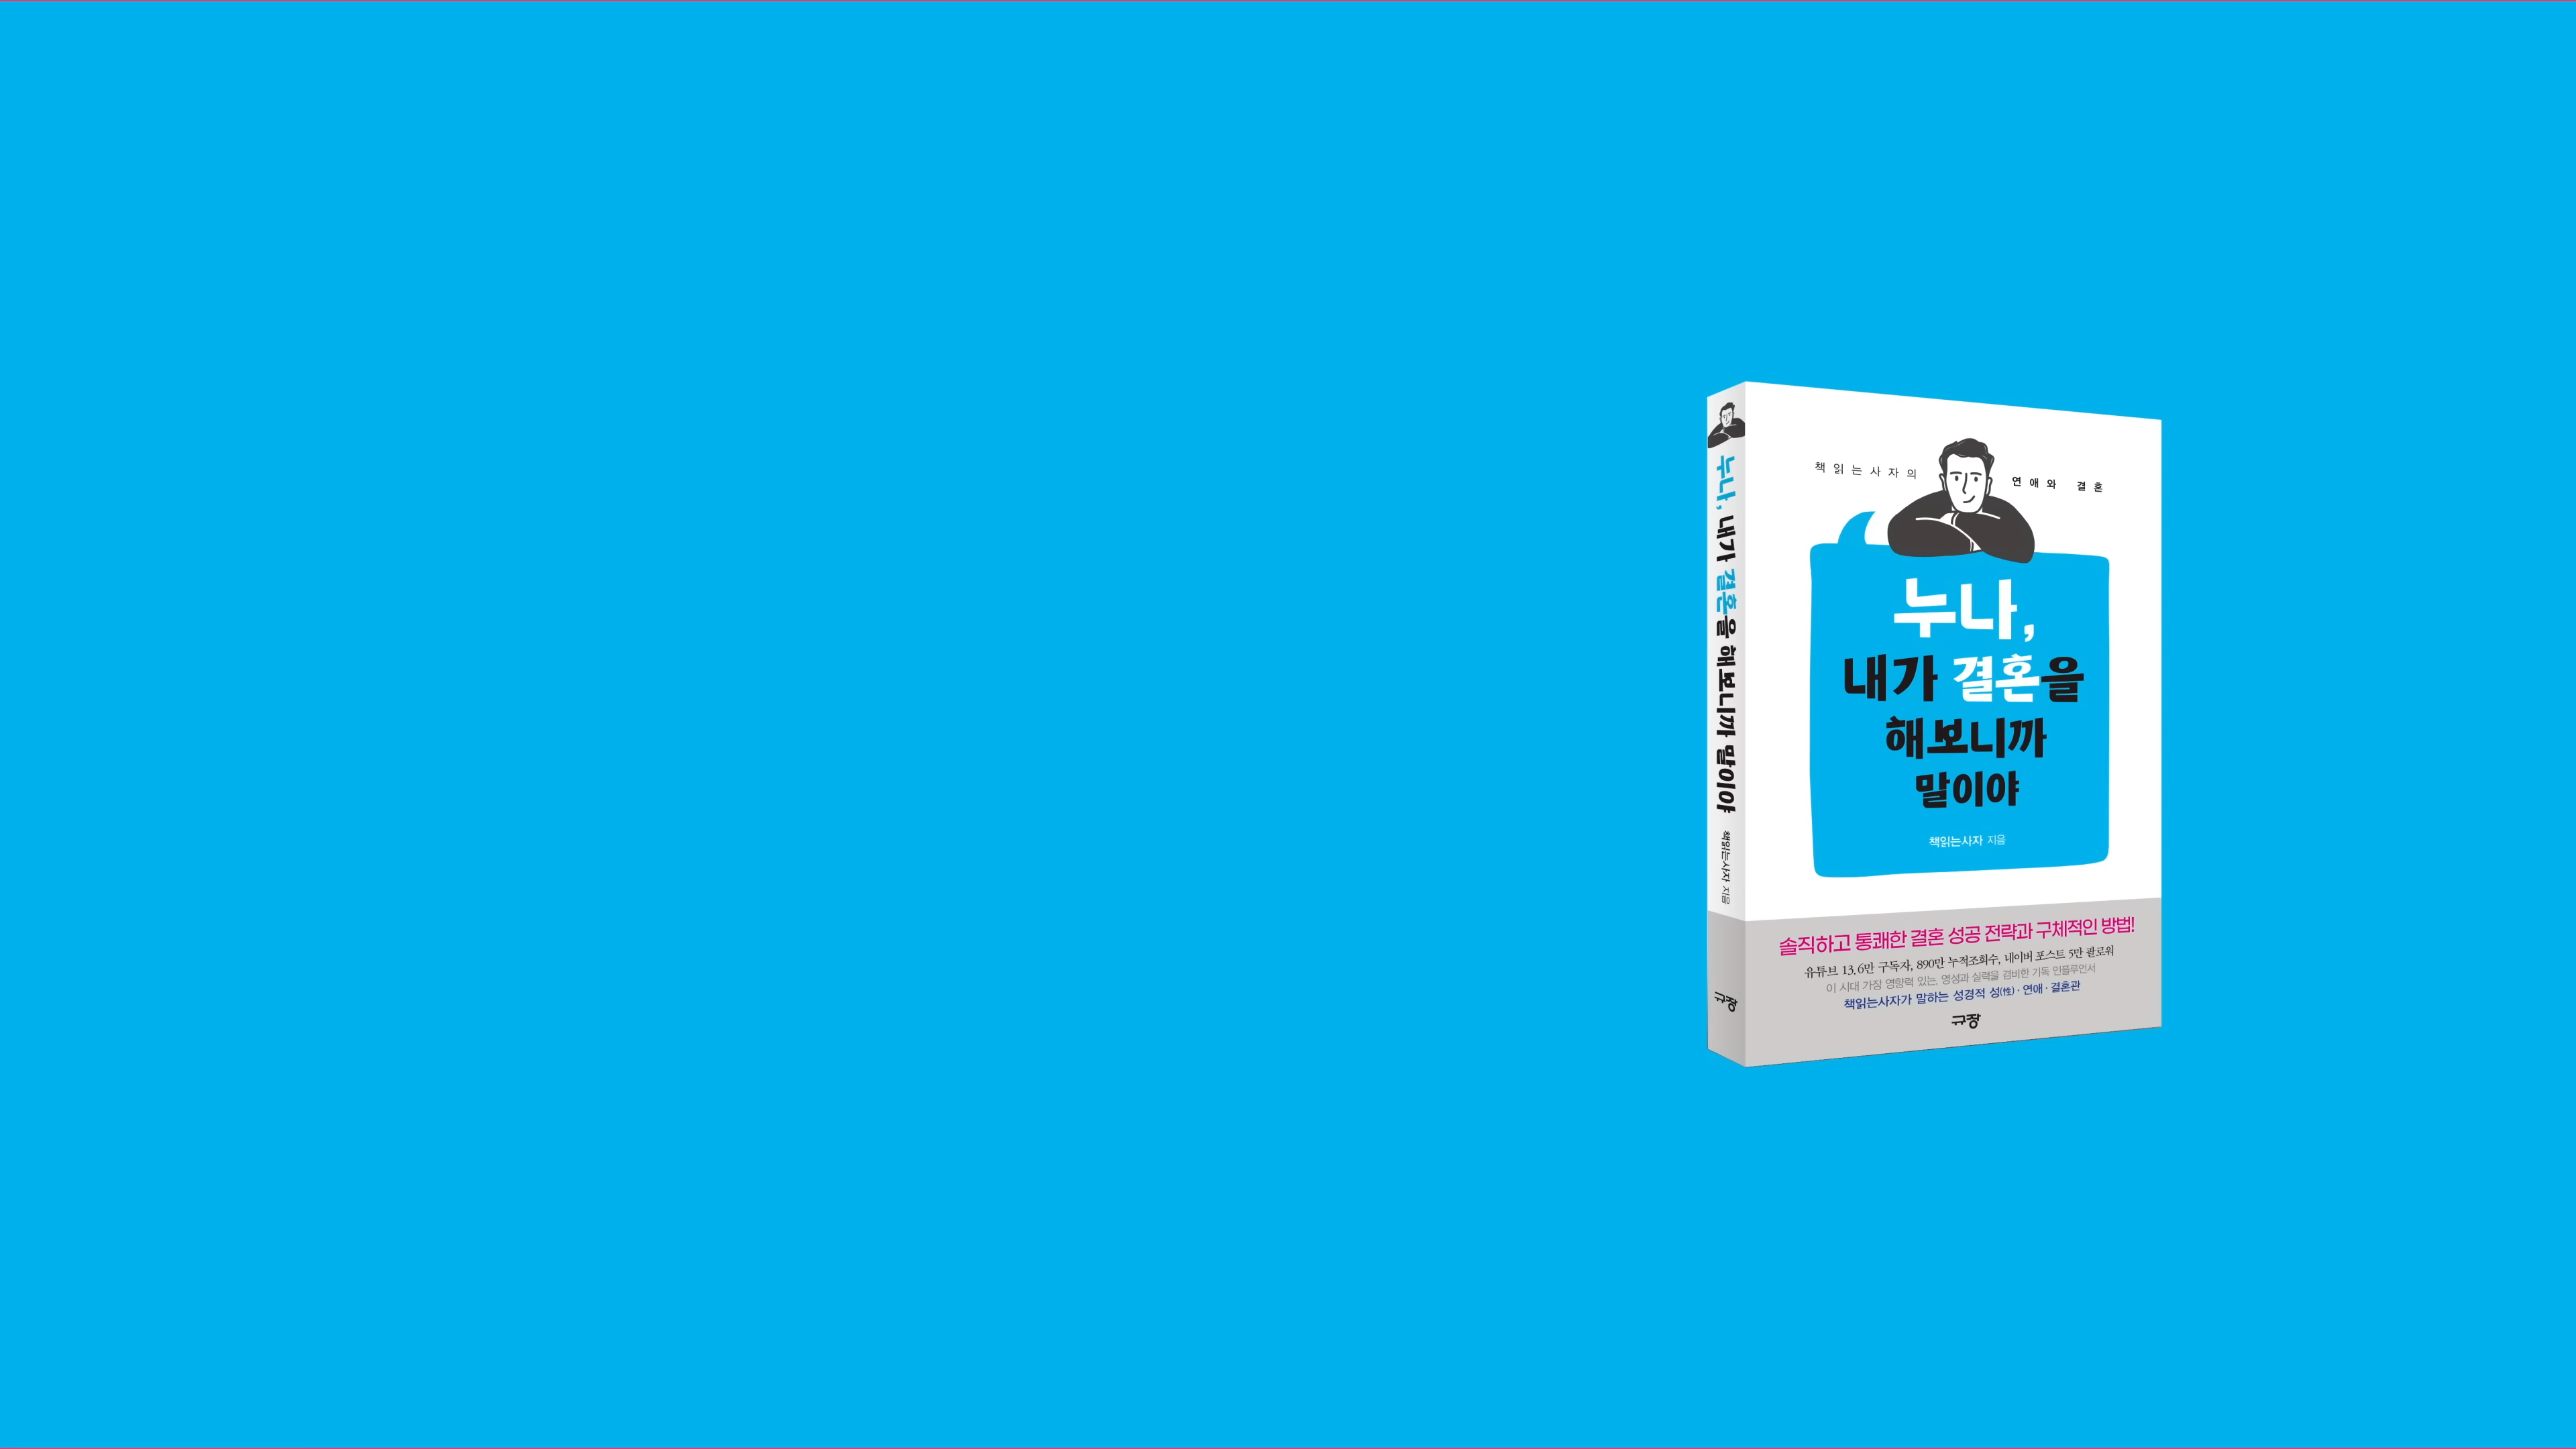 누나, 내가 결혼을 해보니까 말이야 책읽는사자 지음
규장
책읽는사자의 연애와 결혼
누나,
내가 결혼을
해보니까
말이야
책읽는사자 지음
솔직하고 통쾌한 결혼 성공 전략과 구체적인 방법!
유튜브 13.6만 구독자, 890만 누적조회수, 네이버 포스트 5만 팔로워
이 시대 가장 영향력 있는, 영성과 실력을 겸비한 기독 인플루언서
책읽는사자가 말하는 성경적 성(性)·연애·결혼관
규장